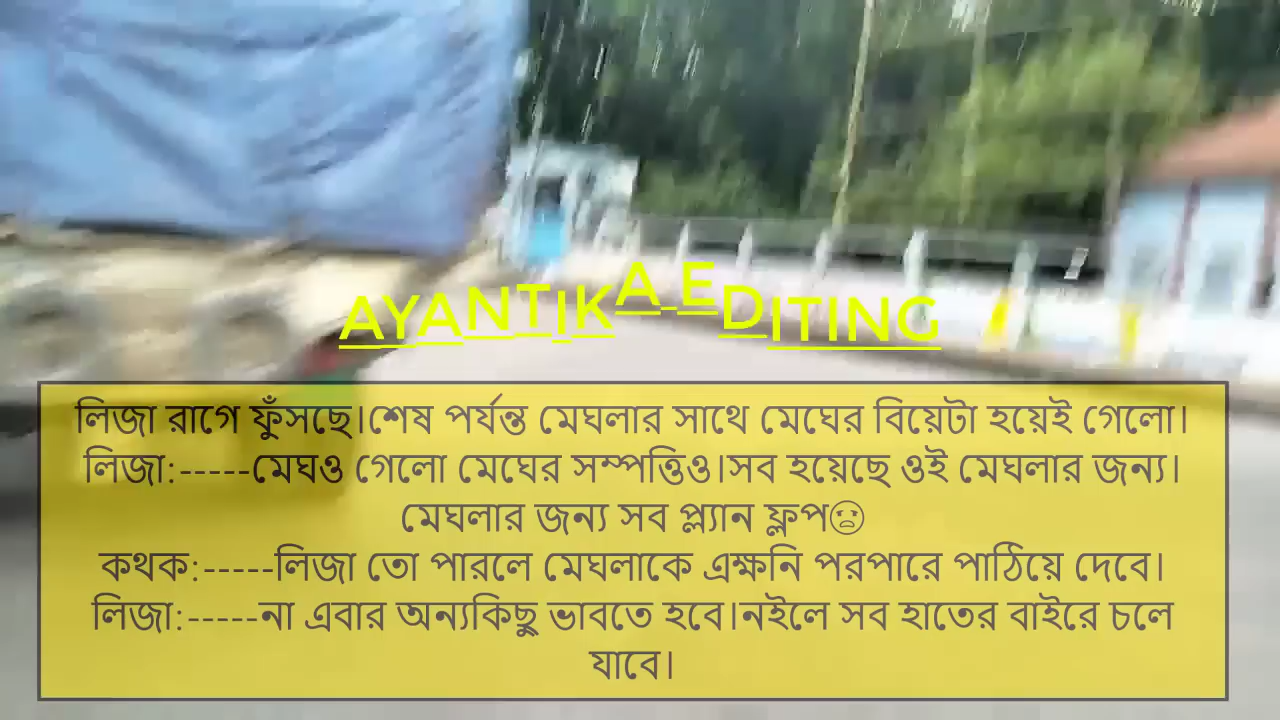 AYANTIKA EDITING
লিজা রাগে ফুঁসছে।শেষ পর্যন্ত মেঘলার সাথে মেঘের বিয়েটা হয়েই গেলো।
লিজা:-----মেঘও গেলো মেঘের সম্পত্তিও।সব হয়েছে ওই মেঘলার জন্য।
মেঘলার জন্য সব প্ল্যান ফ্লপ😟
কথক:-----লিজা তো পারলে মেঘলাকে এক্ষনি পরপারে পাঠিয়ে দেবে।
লিজা:-----না এবার অন্যকিছু ভাবতে হবে।নইলে সব হাতের বাইরে চলে
যাবে।